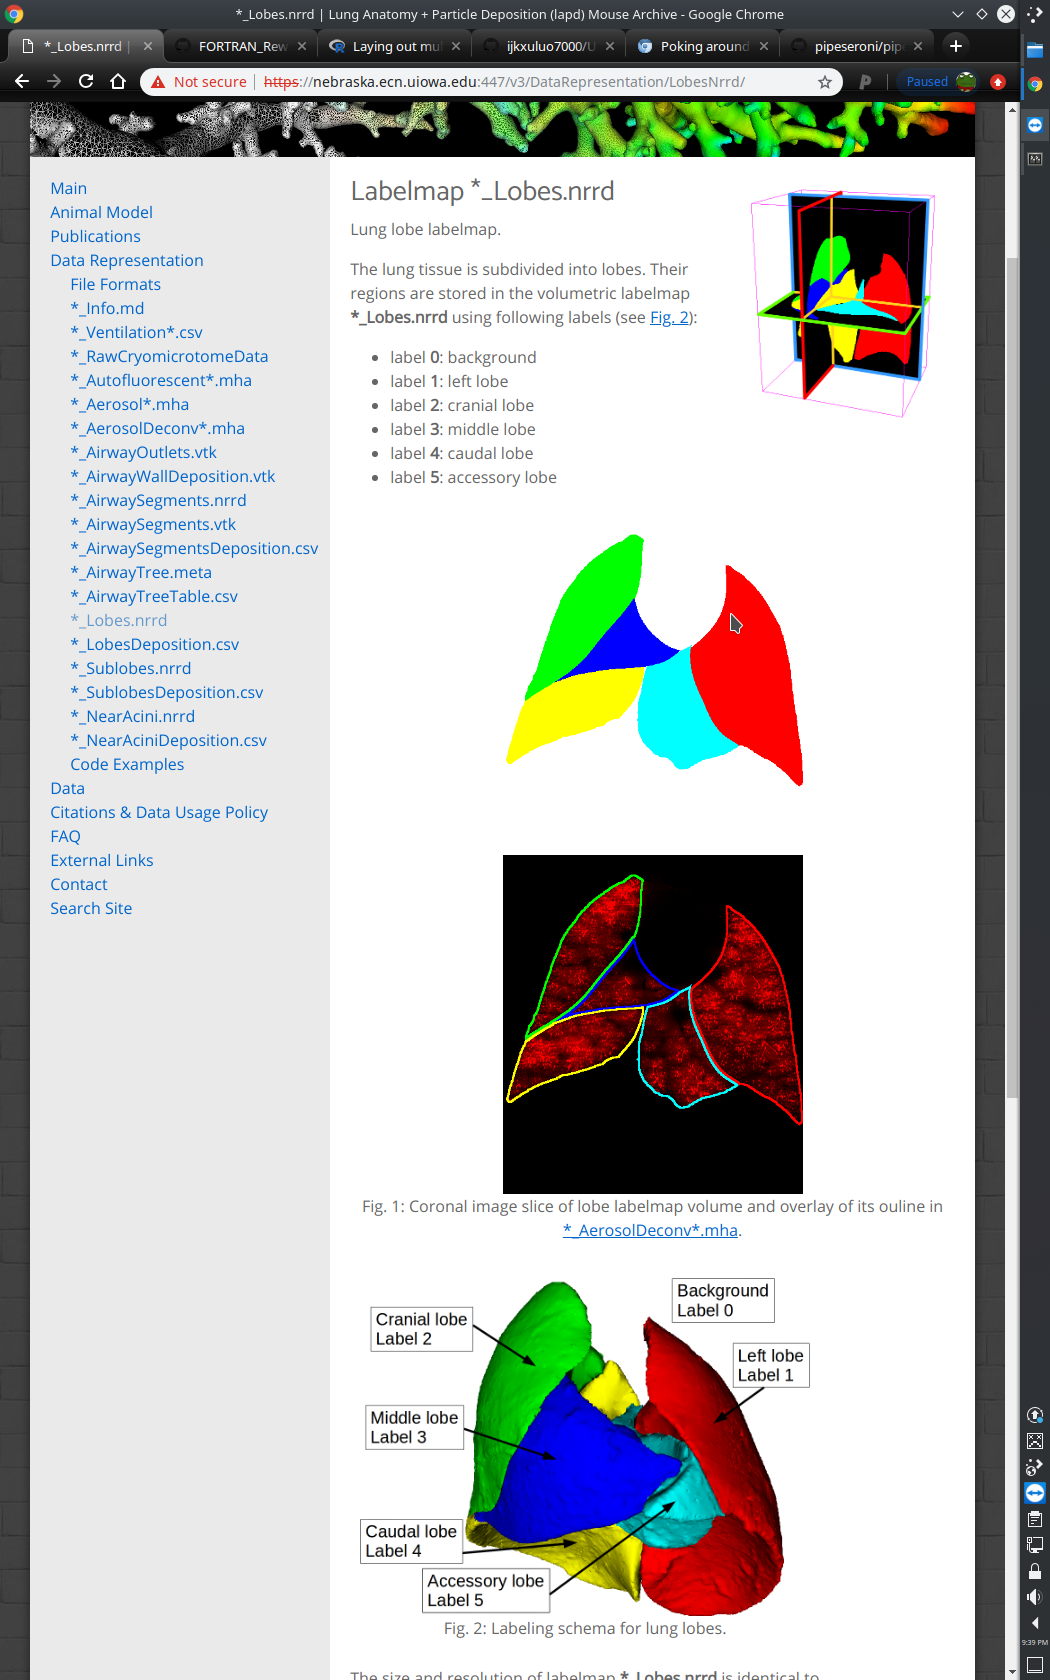 *_Lobes.nrrd | Lung Anatomy + Particle Deposition (lapd) Mouse Archive - Google Chrome
*_Lobes.nrrd |
FORTRAN_Rew
Laying out mul
ijkxuluo7000/U
Poking around
pipeseroni/pip
Not secure | https://nebraska.ecn.uiowa.edu:447/v3/DataRepresentation/LobesNrrd/
Paused
Main
Animal Model
Publications
Data Representation
File Formats
*_Info.md
*_Ventilation*.csv
*_RawCryomicrotomeData
*_Autofluorescent*.mha
*_Aerosol*.mha
*_AerosolDeconv*.mha
*_AirwayOutlets.vtk
*_AirwayWallDeposition.vtk
*_AirwaySegments.nrrd
*_AirwaySegments.vtk
*_AirwaySegmentsDeposition.csv
*_AirwayTree.meta
*_AirwayTreeTable.csv
*_Lobes.nrrd
*_LobesDeposition.csv
*_Sublobes.nrrd
*_SublobesDeposition.csv
*_NearAcini.nrrd
*_NearAciniDeposition.csv
Code Examples
Data
Citations & Data Usage Policy
FAQ
External Links
Contact
Search Site
Labelmap *_Lobes.nrrd
Lung lobe labelmap.
The lung tissue is subdivided into lobes. Their
regions are stored in the volumetric labelmap
*_Lobes.nrrd using following labels (see Fig. 2):
label 0: background
label 1: left lobe
label 2: cranial lobe
label 3: middle lobe
label 4: caudal lobe
label 5: accessory lobe
Fig. 1: Coronal image slice of lobe labelmap volume and overlay of its ouline in
*_AerosolDeconv*.mha.
Background
Label 0
Cranial lobe
Label 2
Left lobe
Label 1
Middle lobe
Label 3
Caudal lobe
Label 4
Accessory lobe
Label 5
Fig. 2: Labeling schema for lung lobes.
The size and resolution of labelmap *_Lobes.nrrd is identical to
9:39 PM